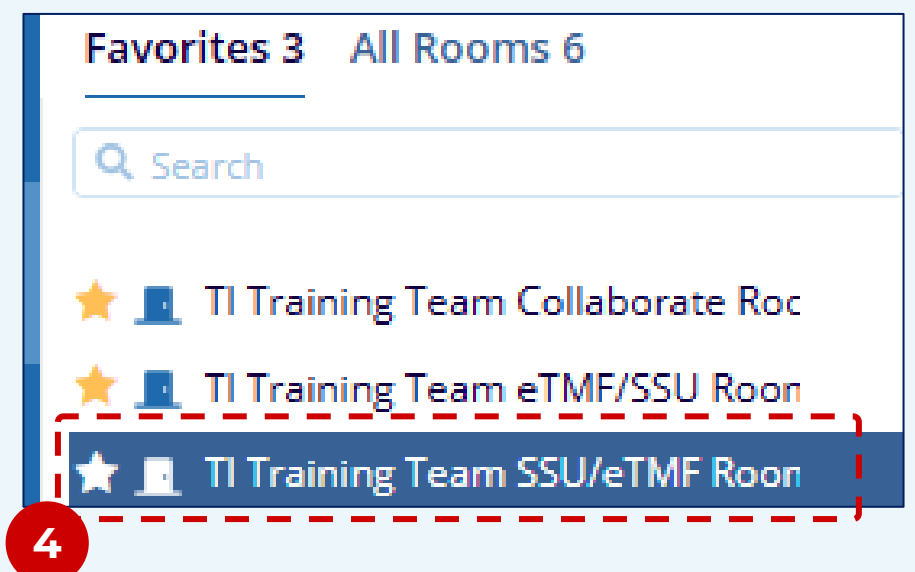 Favorites 3 All Rooms 6
Search
TI Training Team Collaborate Roc
TI Training Team eTMF/SSU Roon
TI Training Team SSU/eTMF Roon
4